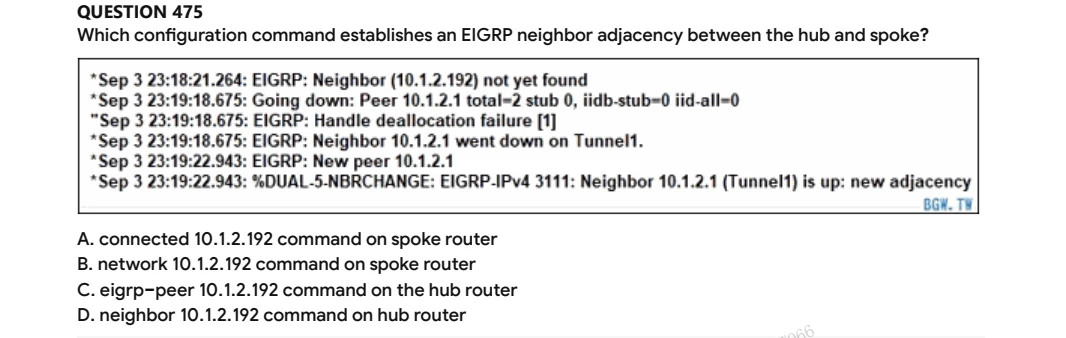 QUESTION 475
Which configuration command establishes an EIGRP neighbor adjacency between the hub and spoke?
*Sep 3 23:18:21.264: EIGRP: Neighbor (10.1.2.192) not yet found
*Sep 3 23:19:18.675: Going down: Peer 10.1.2.1 total=2 stub 0, iidb-stub=0 iid-all=0
"Sep 3 23:19:18.675: EIGRP: Handle deallocation failure [1]
*Sep 3 23:19:18.675: EIGRP: Neighbor 10.1.2.1 went down on Tunnel1.
*Sep 3 23:19:22.943: EIGRP: New peer 10.1.2.1
*Sep 3 23:19:22.943: %DUAL-5-NBRCHANGE: EIGRP-IPv4 3111: Neighbor 10.1.2.1 (Tunnel1) is up: new adjacency
BGW. TW
A. connected 10.1.2.192 command on spoke router
B. network 10.1.2.192 command on spoke router
C. eigrp-peer 10.1.2.192 command on the hub router
D. neighbor 10.1.2.192 command on hub router